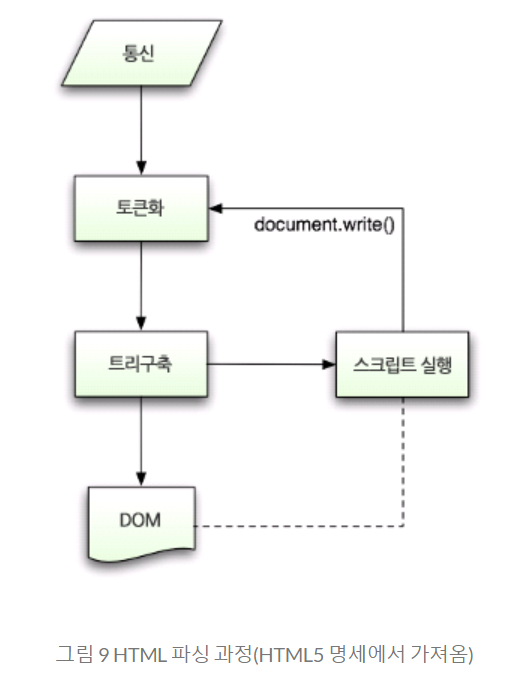 통신
토큰화
document.write()
트리구축
스크립트 실행
DOM
그림 9 HTML 파싱 과정(HTML5 명세에서 가져옴)